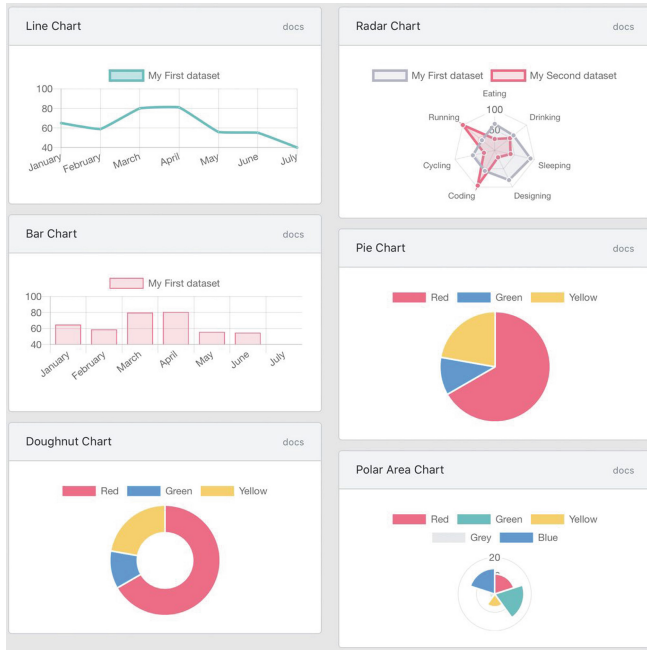 Line Chart
docs
My First dataset
100
80
60
40
January
February
March
April
May
June
July
Bar Chart
docs
My First dataset
100
80
60
40
January
February
March
April
May
June
July
Doughnut Chart
docs
Red
Green
Yellow
Radar Chart
docs
My First dataset
My Second dataset
Eating
100
Running
Drinking
50
Cycling
Sleeping
Coding
Designing
Pie Chart
docs
Red
Green
Yellow
Polar Area Chart
docs
Red
Green
Yellow
Grey
Blue
20